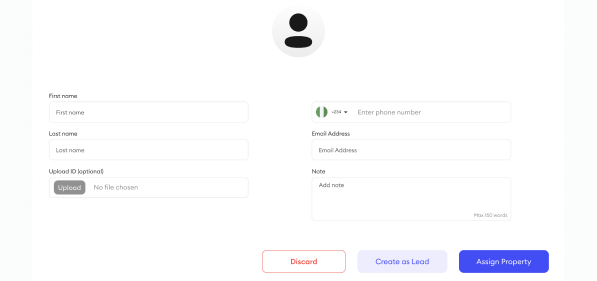 First name
First name
+234
Enter phone number
Last name
Last name
Email Address
Email Address
Upload ID (optional)
Upload
No file chosen
Note
Add note
Max 150 words
Discard
Create as Lead
Assign Property